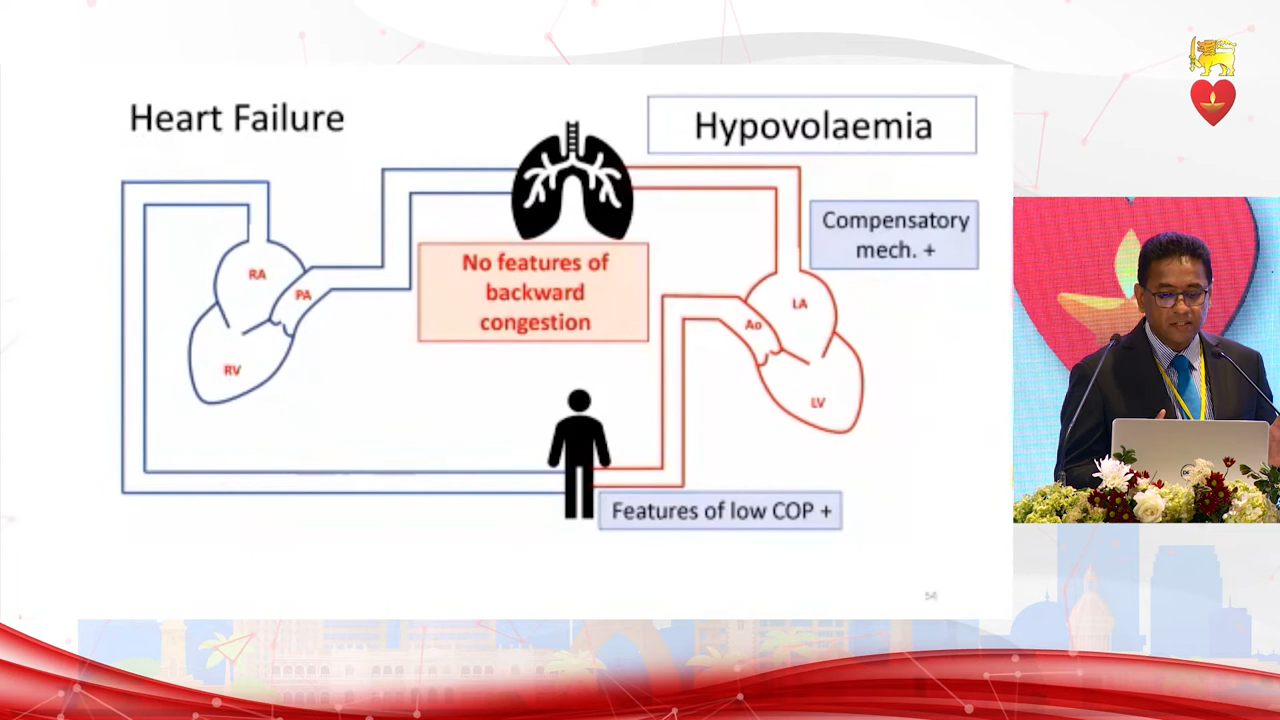 Heart Failure
Hypovolaemia
Compensatory
mech. +
No features of
backward
congestion
RA
PA
RV
LA
Ao
LV
Features of low COP +
54